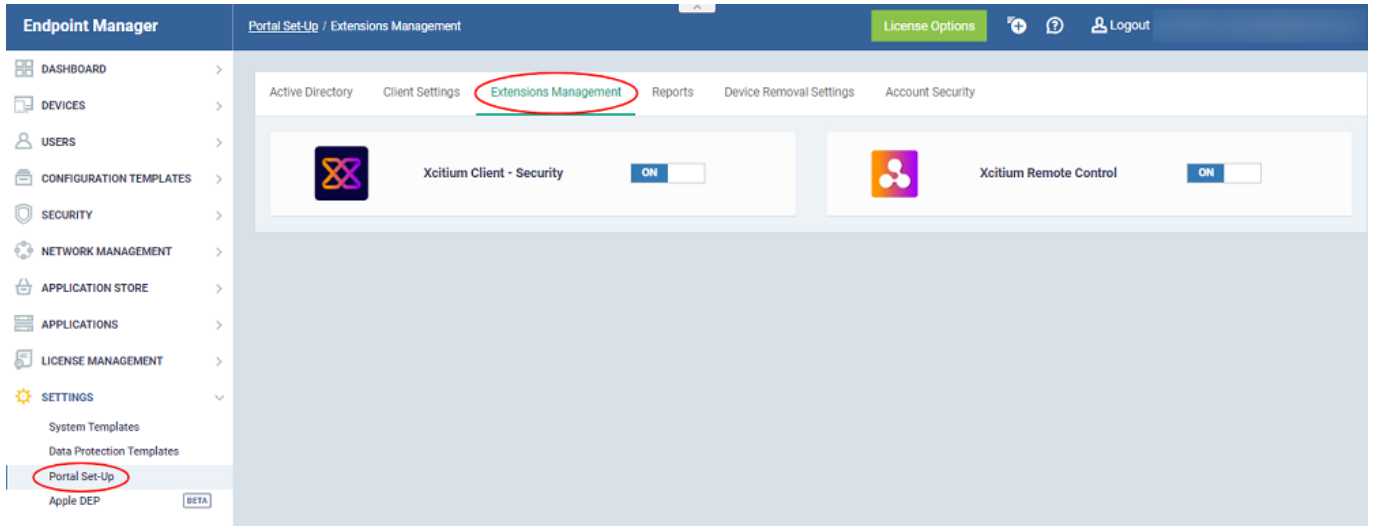 Endpoint Manager
Portal Set-Up / Extensions Management
License Options
Logout
DASHBOARD
DEVICES
USERS
CONFIGURATION TEMPLATES
SECURITY
NETWORK MANAGEMENT
APPLICATION STORE
APPLICATIONS
LICENSE MANAGEMENT
SETTINGS
System Templates
Data Protection Templates
Portal Set-Up
Apple DEP BETA
Active Directory Client Settings Extensions Management Reports Device Removal Settings Account Security
Xcitium Client - Security ON
Xcitium Remote Control ON